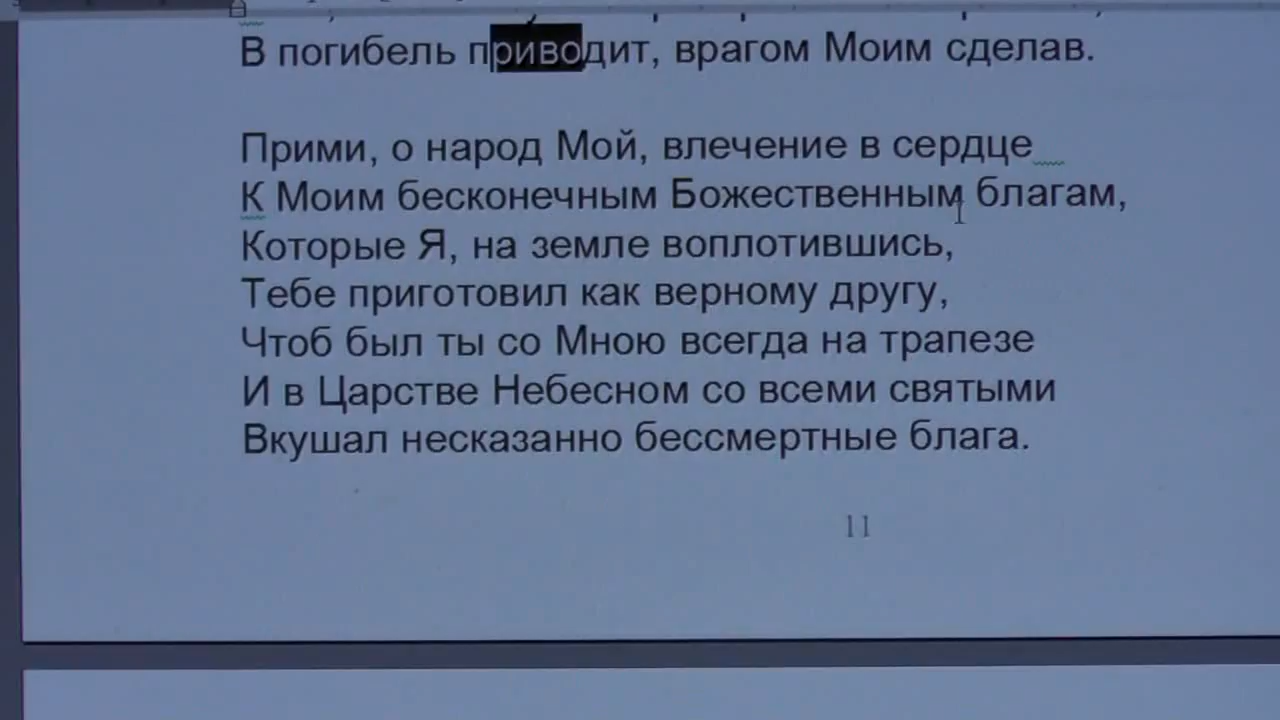 В погибель приводит, врагом Моим сделав.
Прими, о народ Мой, влечение в сердце
К Моим бесконечным Божественным благам,
Которые Я, на земле воплотившись,
Тебе приготовил как верному другу,
Чтоб был ты со Мною всегда на трапезе
И в Царстве Небесном со всеми святыми
Вкушал несказанно бессмертные блага.
11